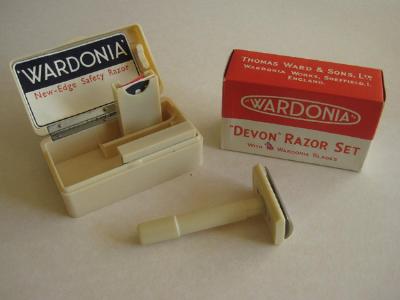 "WARDONIA"
New-Edge Safety Razor
THOMAS WARD & SONS. LTD
WARDONIA WORKS, SHEFFIELD. 1.
ENGLAND.
"WARDONIA"
"DEVON" RAZOR SET
WITH WARDONIA BLADES